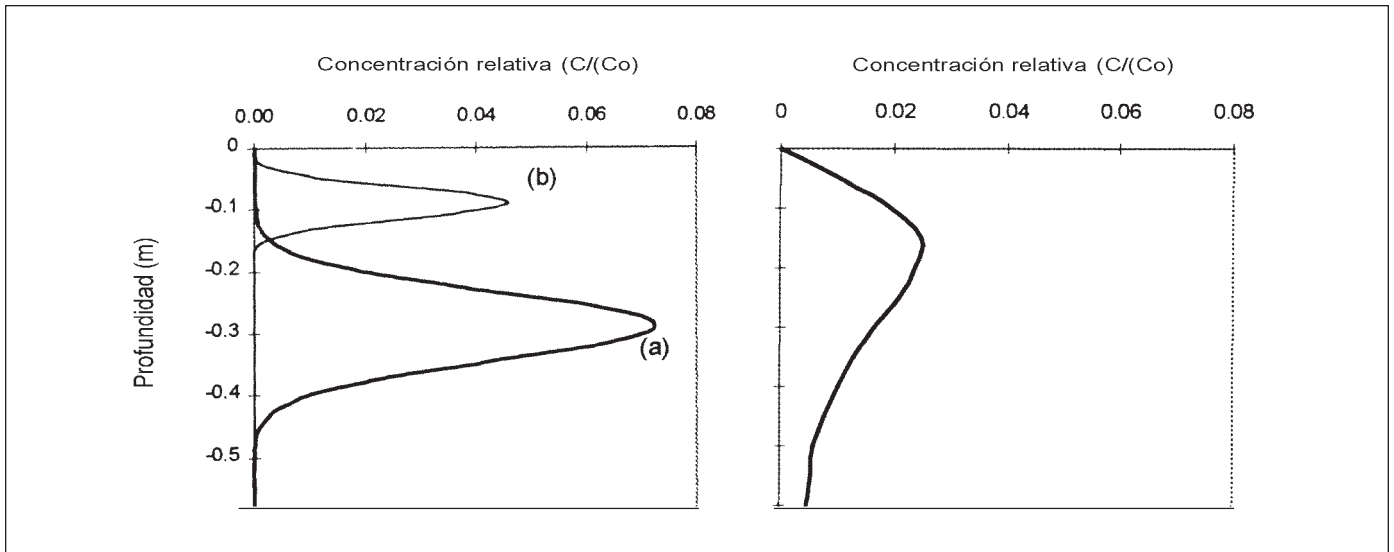 Concentración relativa (C/(Co)
0.00 0.02 0.04 0.06 0.08
0
-0.1
-0.2
-0.3
-0.4
-0.5
Profundidad (m)
(b)
(a)
Concentración relativa (C/(Co)
0 0.02 0.04 0.06 0.08